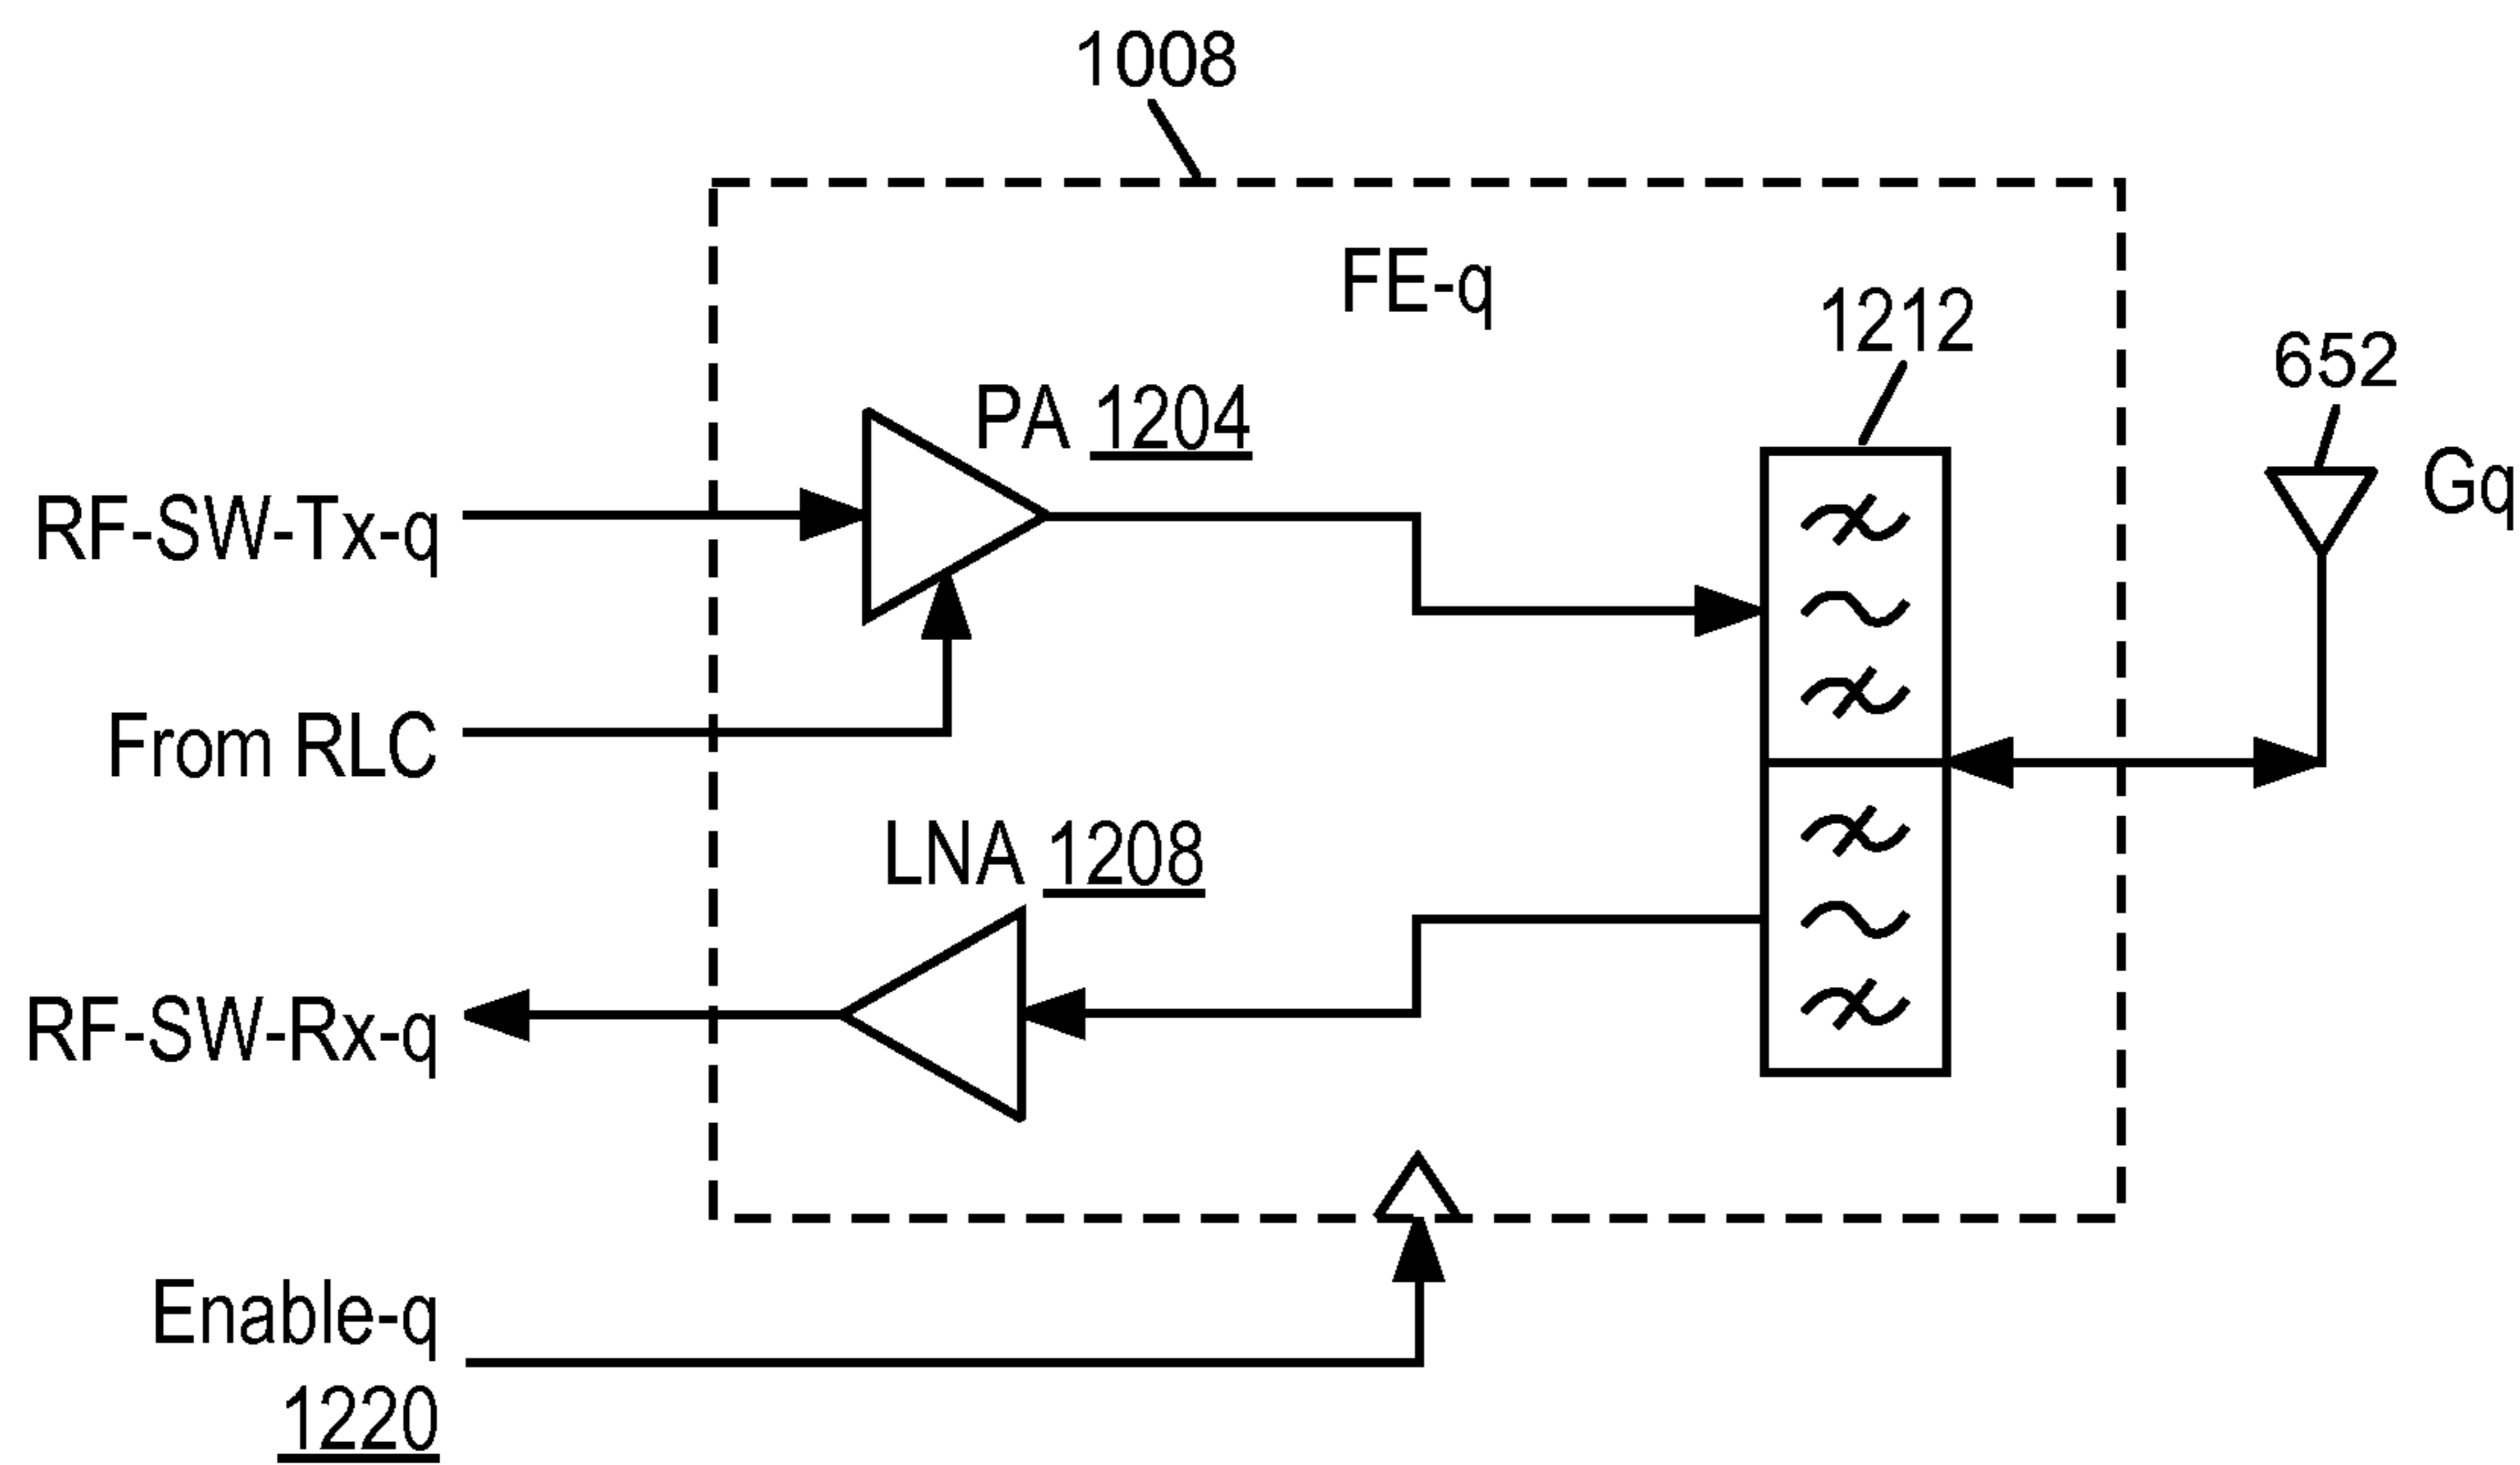 1008
FE-q
1212
652
PA 1204
Gq
RF-SW-Tx-q
From RLC
LNA 1208
RF-SW-Rx-q
Enable-q
1220